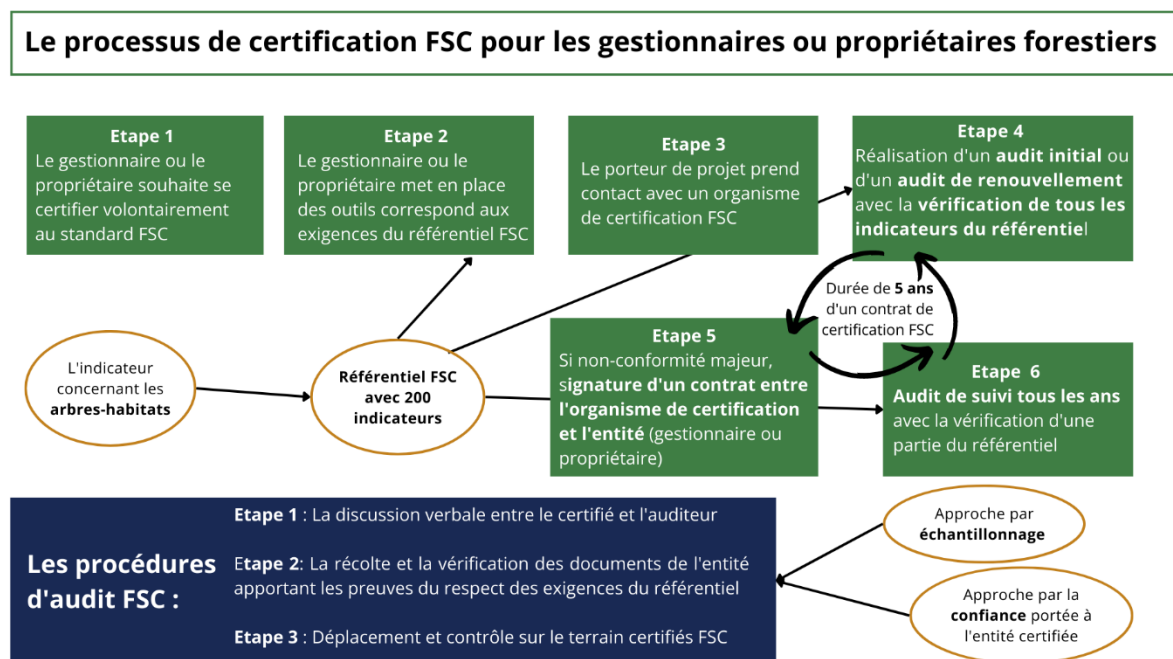 Le processus de certification FSC pour les gestionnaires ou propriétaires forestiers
Etape 1
Le gestionnaire ou le
propriétaire souhaite se
certifier volontairement
au standard FSC
Etape 2
Le gestionnaire ou le
propriétaire met en place
des outils correspond aux
exigences du référentiel FSC
Etape 3
Le porteur de projet prend
contact avec un organisme
de certification FSC
Etape 4
Réalisation d'un audit initial ou
d'un audit de renouvellement
avec la vérification de tous les
indicateurs du référentiel
Durée de 5 ans
d'un contrat de
certification FSC
L'indicateur
concernant les
arbres-habitats
Référentiel FSC
avec 200
indicateurs
Etape 5
Si non-conformité majeur,
signature d'un contrat entre
l'organisme de certification
et l'entité (gestionnaire ou
propriétaire)
Etape 6
Audit de suivi tous les ans
avec la vérification d'une
partie du référentiel
Les procédures
d'audit FSC :
Etape 1 : La discussion verbale entre le certifié et l'auditeur
Etape 2: La récolte et la vérification des documents de l'entité
apportant les preuves du respect des exigences du référentiel
Etape 3 : Déplacement et contrôle sur le terrain certifiés FSC
Approche par
échantillonnage
Approche par la
confiance portée à
l'entité certifiée